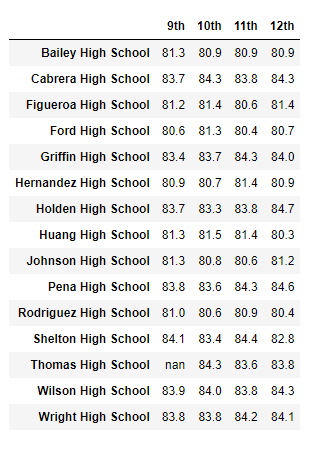 9th 10th 11th 12th
Bailey High School 81.3 80.9 80.9 80.9
Cabrera High School 83.7 84.3 83.8 84.3
Figueroa High School 81.2 81.4 80.6 81.4
Ford High School 80.6 81.3 80.4 80.7
Griffin High School 83.4 83.7 84.3 84.0
Hernandez High School 80.9 80.7 81.4 80.9
Holden High School 83.7 83.3 83.8 84.7
Huang High School 81.3 81.5 81.4 80.3
Johnson High School 81.3 80.8 80.6 81.2
Pena High School 83.8 83.6 84.3 84.6
Rodriguez High School 81.0 80.6 80.9 80.4
Shelton High School 84.1 83.4 84.4 82.8
Thomas High School nan 84.3 83.6 83.8
Wilson High School 83.9 84.0 83.8 84.3
Wright High School 83.8 83.8 84.2 84.1